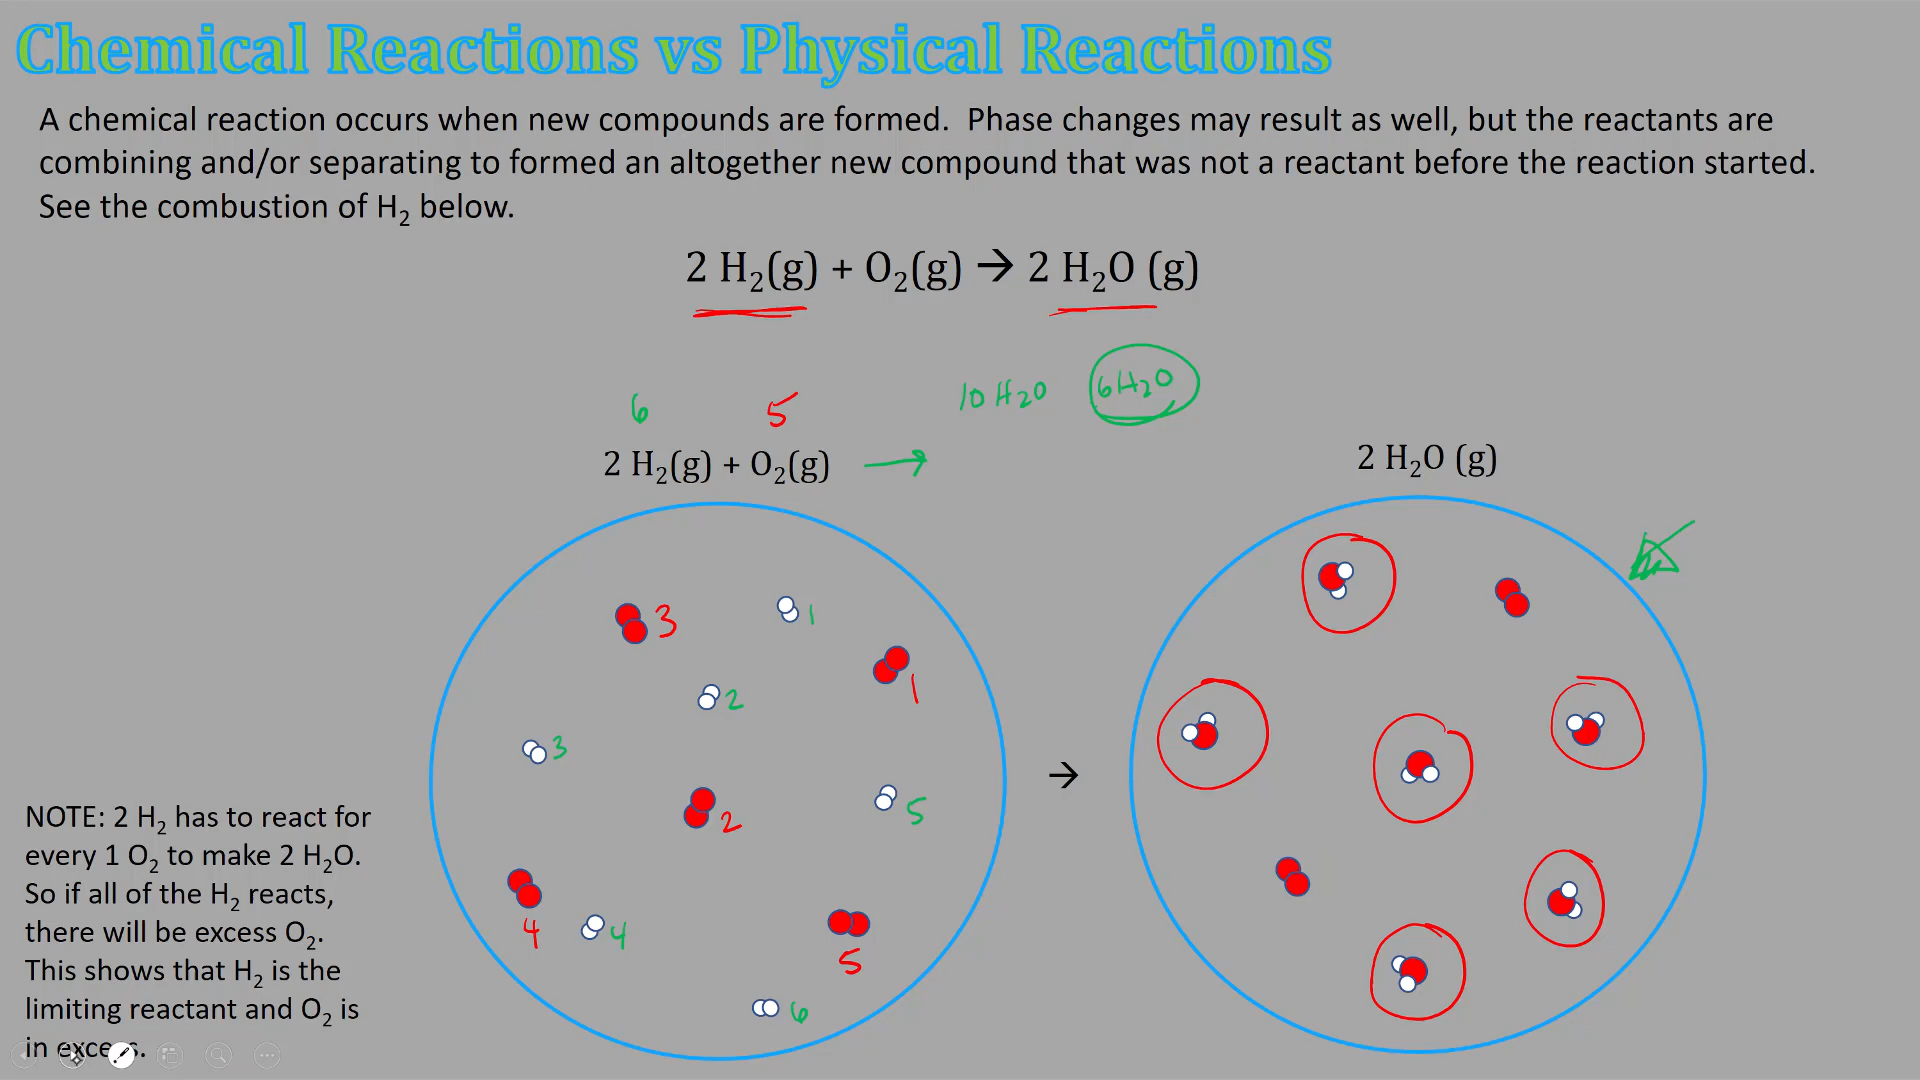 Chemical Reactions vs Physical Reactions
A chemical reaction occurs when new compounds are formed.  Phase changes may result as well, but the reactants are
combining and/or separating to formed an altogether new compound that was not a reactant before the reaction started.
See the combustion of H₂ below.
2 H₂(g) + O₂(g) → 2 H₂O (g)
10 H₂O 6H₂O
6 5
2 H₂(g) + O₂(g) →
2 H₂O (g)
3
1
1
2
3
2
5
4
4
5
6
→
NOTE: 2 H₂ has to react for
every 1 O₂ to make 2 H₂O.
So if all of the H₂ reacts,
there will be excess O₂.
This shows that H₂ is the
limiting reactant and O₂ is
in excess.